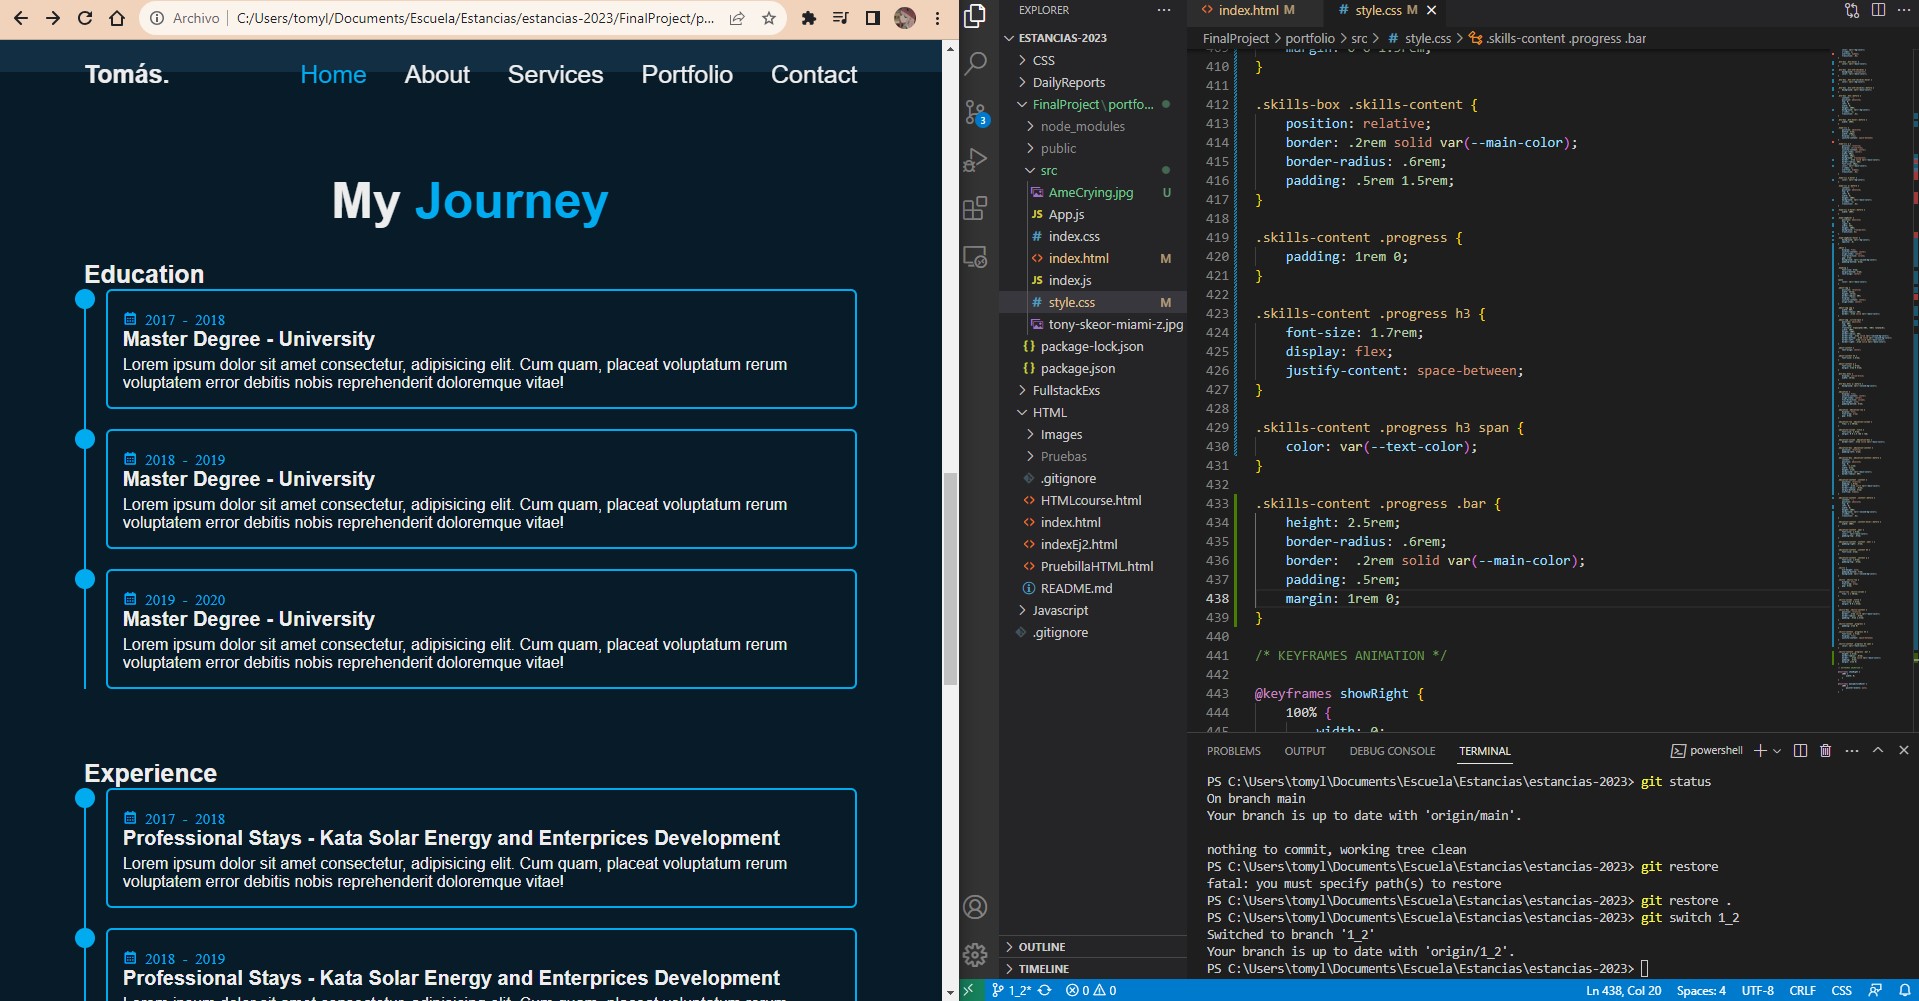 Archivo C:/Users/tomyl/Documents/Escuela/Estancias/estancias-2023/FinalProject/p...
Tomás. Home About Services Portfolio Contact
My Journey
Education
2017 - 2018
Master Degree - University
Lorem ipsum dolor sit amet consectetur, adipisicing elit. Cum quam, placeat voluptatum rerum
voluptatem error debitis nobis reprehenderit doloremque vitae!
2018 - 2019
Master Degree - University
Lorem ipsum dolor sit amet consectetur, adipisicing elit. Cum quam, placeat voluptatum rerum
voluptatem error debitis nobis reprehenderit doloremque vitae!
2019 - 2020
Master Degree - University
Lorem ipsum dolor sit amet consectetur, adipisicing elit. Cum quam, placeat voluptatum rerum
voluptatem error debitis nobis reprehenderit doloremque vitae!
Experience
2017 - 2018
Professional Stays - Kata Solar Energy and Enterprices Development
Lorem ipsum dolor sit amet consectetur, adipisicing elit. Cum quam, placeat voluptatum rerum
voluptatem error debitis nobis reprehenderit doloremque vitae!
2018 - 2019
Professional Stays - Kata Solar Energy and Enterprices Development
3
EXPLORER ...
ESTANCIAS-2023
CSS
DailyReports
FinalProject\portfo...
node_modules
public
src
AmeCrying.jpg U
JS App.js
# index.css
<> index.html M
JS index.js
# style.css M
tony-skeor-miami-z.jpg
{} package-lock.json
{} package.json
FullstackExs
HTML
Images
Pruebas
.gitignore
<> HTMLcourse.html
<> index.html
<> indexEj2.html
<> PruebillaHTML.html
README.md
Javascript
.gitignore
OUTLINE
TIMELINE
<> index.html M # style.css M
FinalProject > portfolio > src > # style.css > .skills-content .progress .bar
410 }
411
412 .skills-box .skills-content {
413 position: relative;
414 border: .2rem solid var(--main-color);
415 border-radius: .6rem;
416 padding: .5rem 1.5rem;
417 }
418
419 .skills-content .progress {
420 padding: 1rem 0;
421 }
422
423 .skills-content .progress h3 {
424 font-size: 1.7rem;
425 display: flex;
426 justify-content: space-between;
427 }
428
429 .skills-content .progress h3 span {
430 color: var(--text-color);
431 }
432
433 .skills-content .progress .bar {
434 height: 2.5rem;
435 border-radius: .6rem;
436 border:  .2rem solid var(--main-color);
437 padding: .5rem;
438 margin: 1rem 0;
439 }
440
441 /* KEYFRAMES ANIMATION */
442
443 @keyframes showRight {
444 100% {
445 width: 0;
PROBLEMS OUTPUT DEBUG CONSOLE TERMINAL powershell
PS C:\Users\tomyl\Documents\Escuela\Estancias\estancias-2023> git status
On branch main
Your branch is up to date with 'origin/main'.
nothing to commit, working tree clean
PS C:\Users\tomyl\Documents\Escuela\Estancias\estancias-2023> git restore
fatal: you must specify path(s) to restore
PS C:\Users\tomyl\Documents\Escuela\Estancias\estancias-2023> git restore .
PS C:\Users\tomyl\Documents\Escuela\Estancias\estancias-2023> git switch 1_2
Switched to branch '1_2'
Your branch is up to date with 'origin/1_2'.
PS C:\Users\tomyl\Documents\Escuela\Estancias\estancias-2023>
1_2* 0 0 Ln 438, Col 20 Spaces: 4 UTF-8 CRLF CSS